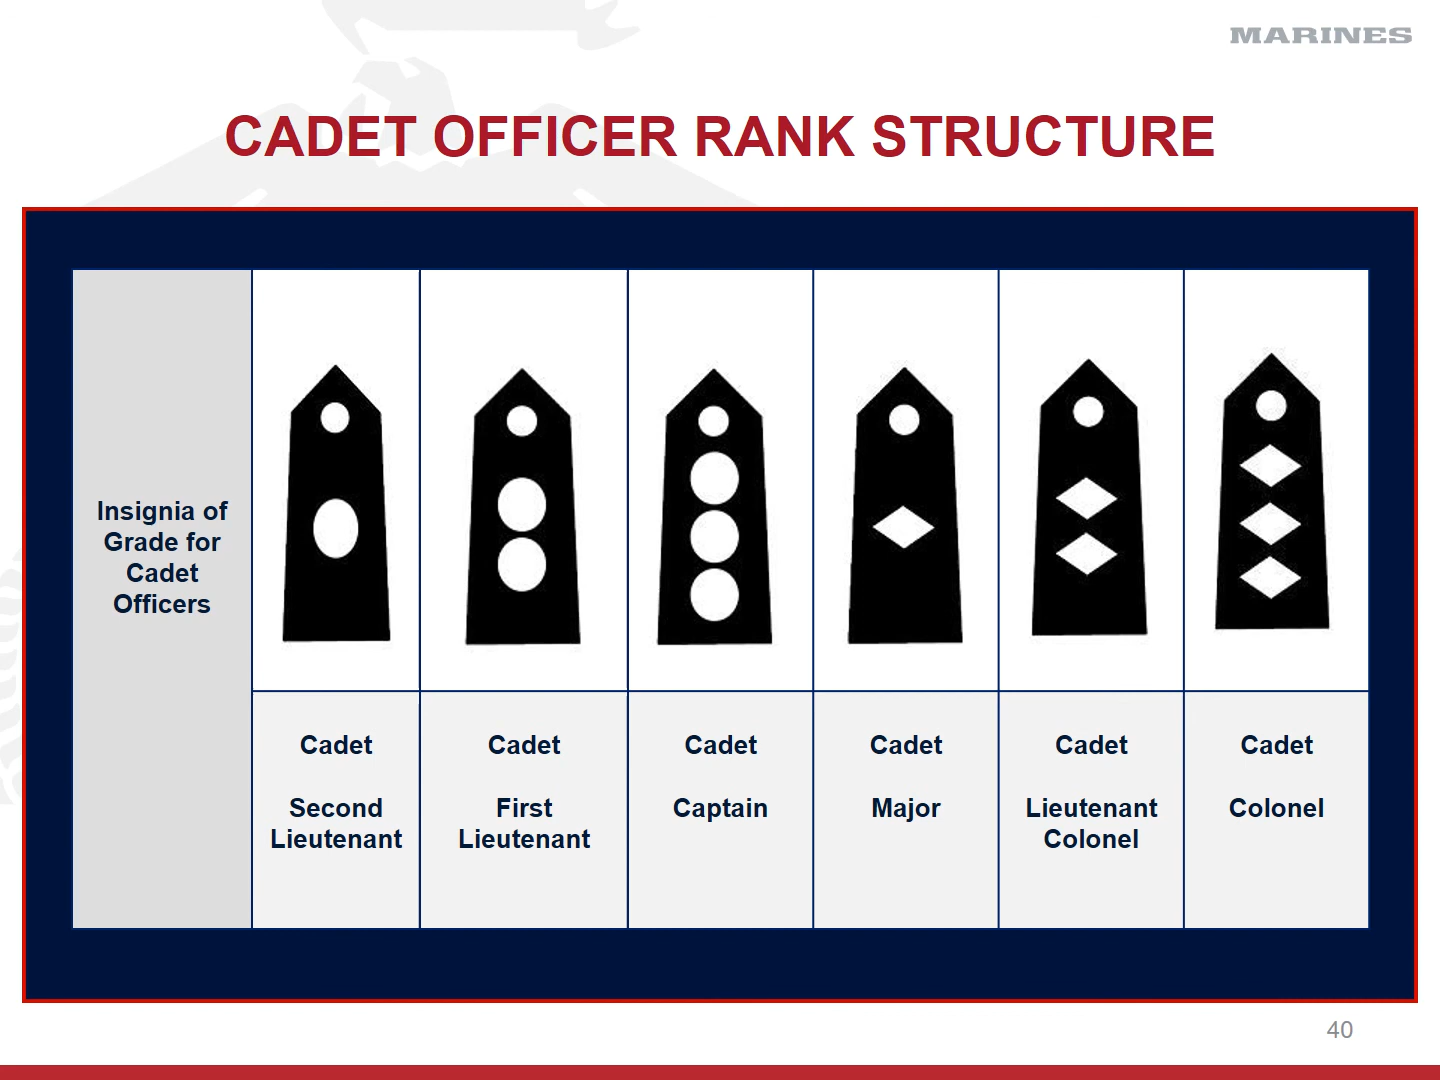 MARINES
CADET OFFICER RANK STRUCTURE
Insignia of
Grade for
Cadet
Officers
Cadet
Second
Lieutenant
Cadet
First
Lieutenant
Cadet
Captain
Cadet
Major
Cadet
Lieutenant
Colonel
Cadet
Colonel
40